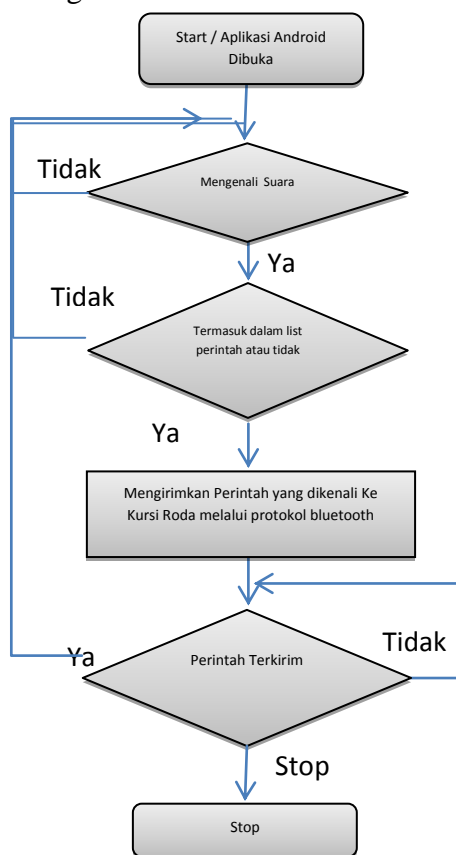 Start / Aplikasi Android
Dibuka
Tidak
Mengenali Suara
Ya
Tidak
Termasuk dalam list
perintah atau tidak
Ya
Mengirimkan Perintah yang dikenali Ke
Kursi Roda melalui protokol bluetooth
Ya
Perintah Terkirim
Tidak
Stop
Stop